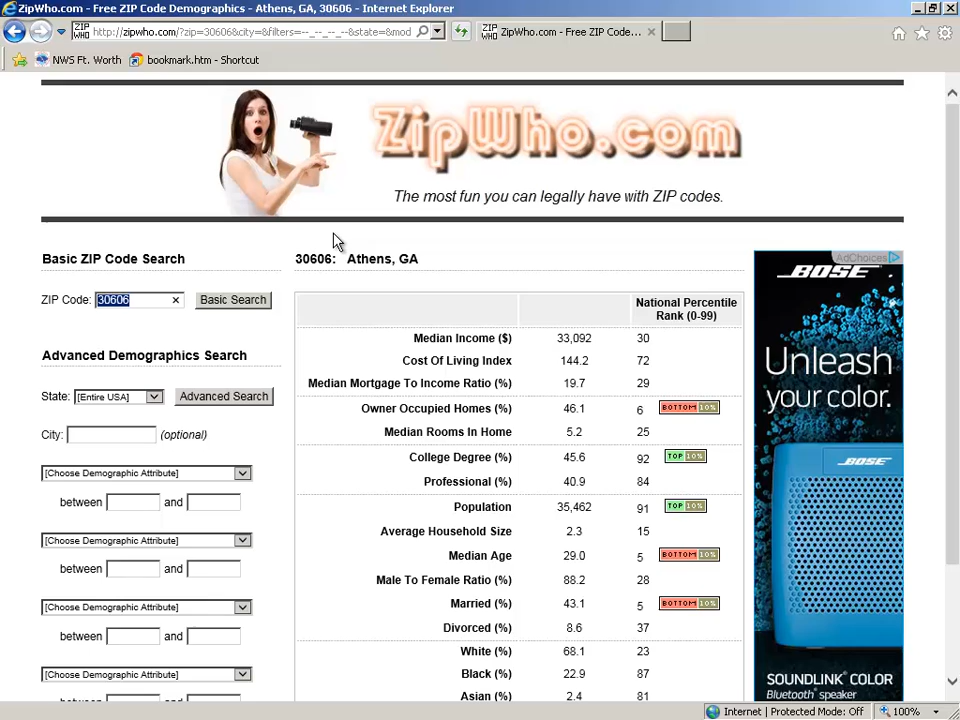 ZipWho.com - Free ZIP Code Demographics - Athens, GA, 30606 - Internet Explorer
http://zipwho.com/?zip=30606&city=&filters=--_--_--_--&state=&mod
ZIP WHO ZipWho.com - Free ZIP Code...
NWS Ft. Worth bookmark.htm - Shortcut
ZipWho.com
The most fun you can legally have with ZIP codes.
Basic ZIP Code Search
ZIP Code: 30606 Basic Search
Advanced Demographics Search
State: [Entire USA] Advanced Search
City: (optional)
[Choose Demographic Attribute]
between and
[Choose Demographic Attribute]
between and
[Choose Demographic Attribute]
between and
[Choose Demographic Attribute]
between and
30606: Athens, GA
National Percentile
Rank (0-99)
Median Income ($) 33,092 30
Cost Of Living Index 144.2 72
Median Mortgage To Income Ratio (%) 19.7 29
Owner Occupied Homes (%) 46.1 6 BOTTOM 10%
Median Rooms In Home 5.2 25
College Degree (%) 45.6 92 TOP 10%
Professional (%) 40.9 84
Population 35,462 91 TOP 10%
Average Household Size 2.3 15
Median Age 29.0 5 BOTTOM 10%
Male To Female Ratio (%) 88.2 28
Married (%) 43.1 5 BOTTOM 10%
Divorced (%) 8.6 37
White (%) 68.1 23
Black (%) 22.9 87
Asian (%) 2.4 81
AdChoices
BOSE
Unleash
your color.
BOSE
SOUNDLINK® COLOR
Bluetooth® speaker
Internet | Protected Mode: Off 100%